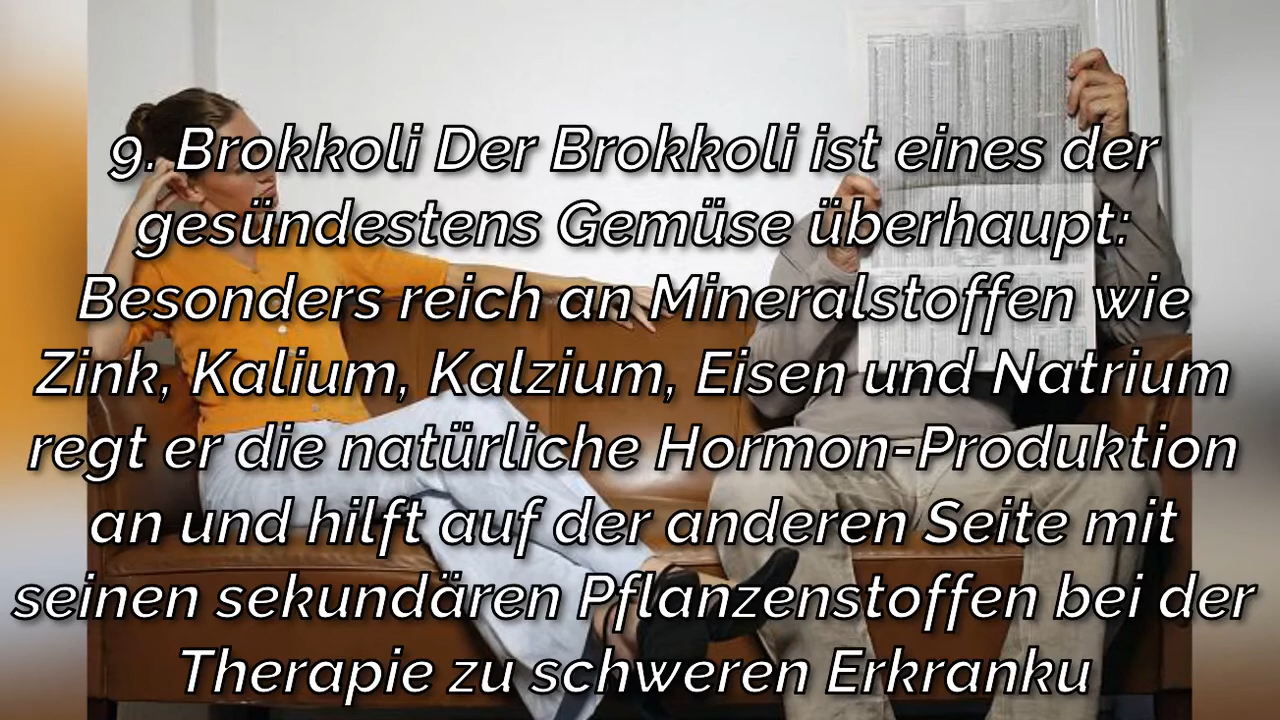 9. Brokkoli Der Brokkoli ist eines der
gesündestens Gemüse überhaupt:
Besonders reich an Mineralstoffen wie
Zink, Kalium, Kalzium, Eisen und Natrium
regt er die natürliche Hormon-Produktion
an und hilft auf der anderen Seite mit
seinen sekundären Pflanzenstoffen bei der
Therapie zu schweren Erkranku